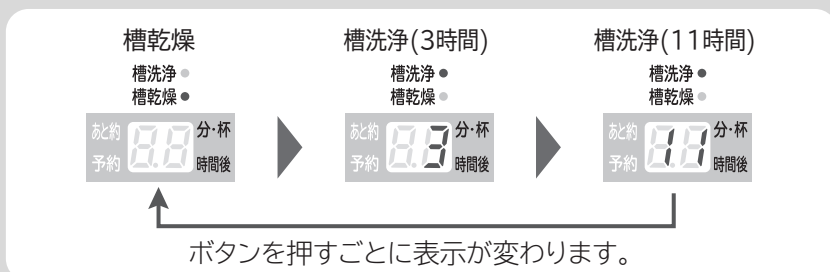 槽乾燥
槽洗浄
槽乾燥
あと約
予約
8.8
分・杯
時間後
槽洗浄(3時間)
槽洗浄
槽乾燥
あと約
予約
3
分・杯
時間後
槽洗浄(11時間)
槽洗浄
槽乾燥
あと約
予約
11
分・杯
時間後
ボタンを押すごとに表示が変わります。